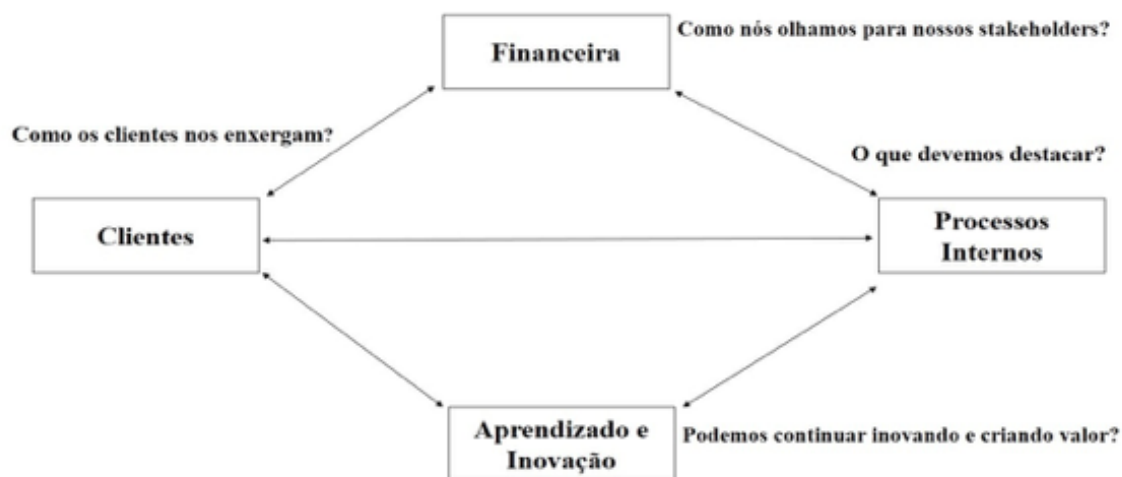 Financeira
Como nós olhamos para nossos stakeholders?
Como os clientes nos enxergam?
O que devemos destacar?
Clientes
Processos
Internos
Aprendizado e
Inovação
Podemos continuar inovando e criando valor?